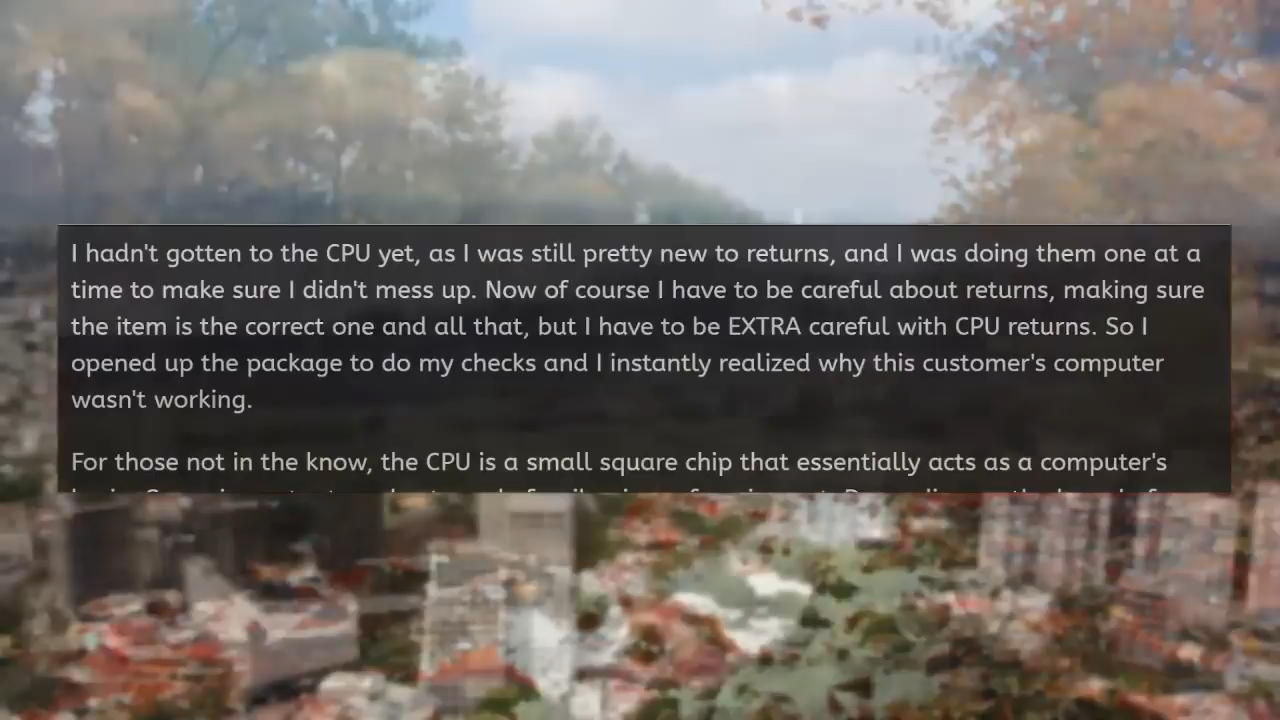 I hadn't gotten to the CPU yet, as I was still pretty new to returns, and I was doing them one at a
time to make sure I didn't mess up. Now of course I have to be careful about returns, making sure
the item is the correct one and all that, but I have to be EXTRA careful with CPU returns. So I
opened up the package to do my checks and I instantly realized why this customer's computer
wasn't working.
For those not in the know, the CPU is a small square chip that essentially acts as a computer's